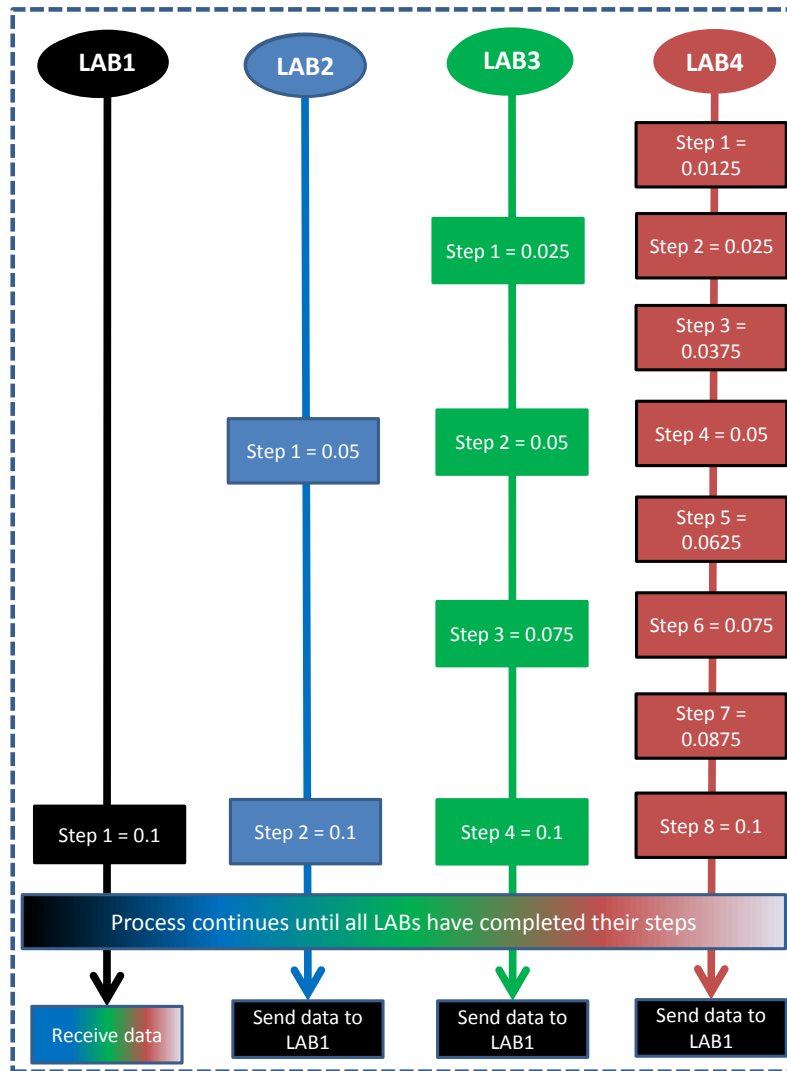 LAB1
LAB2
LAB3
LAB4
Step 1 =
0.0125
Step 1 = 0.025
Step 2 = 0.025
Step 3 =
0.0375
Step 1 = 0.05
Step 2 = 0.05
Step 4 = 0.05
Step 5 =
0.0625
Step 3 = 0.075
Step 6 = 0.075
Step 7 =
0.0875
Step 1 = 0.1
Step 2 = 0.1
Step 4 = 0.1
Step 8 = 0.1
Process continues until all LABs have completed their steps
Receive data
Send data to
LAB1
Send data to
LAB1
Send data to
LAB1